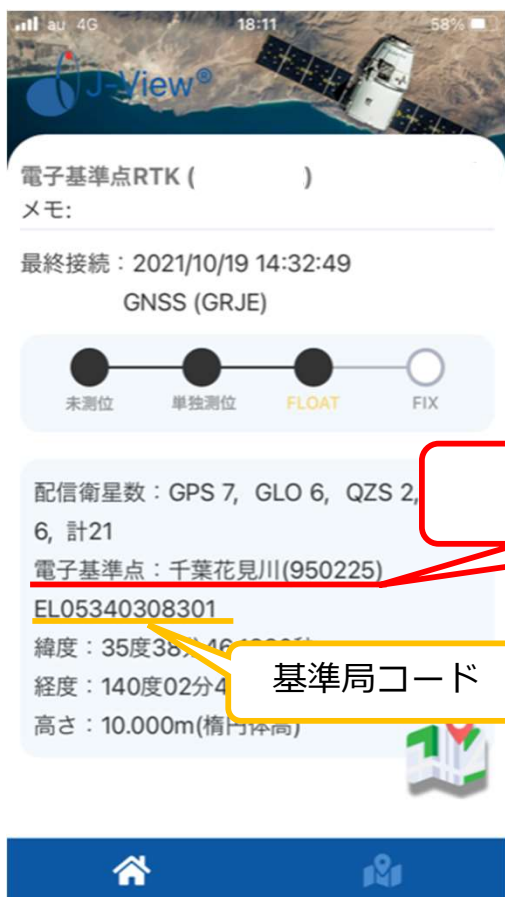 au 4G 18:11 58%
J-View®
電子基準点RTK ( )
メモ:
最終接続：2021/10/19 14:32:49
GNSS (GRJE)
未測位 単独測位 FLOAT FIX
配信衛星数：GPS 7, GLO 6, QZS 2,
6, 計21
電子基準点：千葉花見川(950225)
EL05340308301
緯度：35度38分
経度：140度02分
基準局コード
高さ：10.000m(楕円体高)